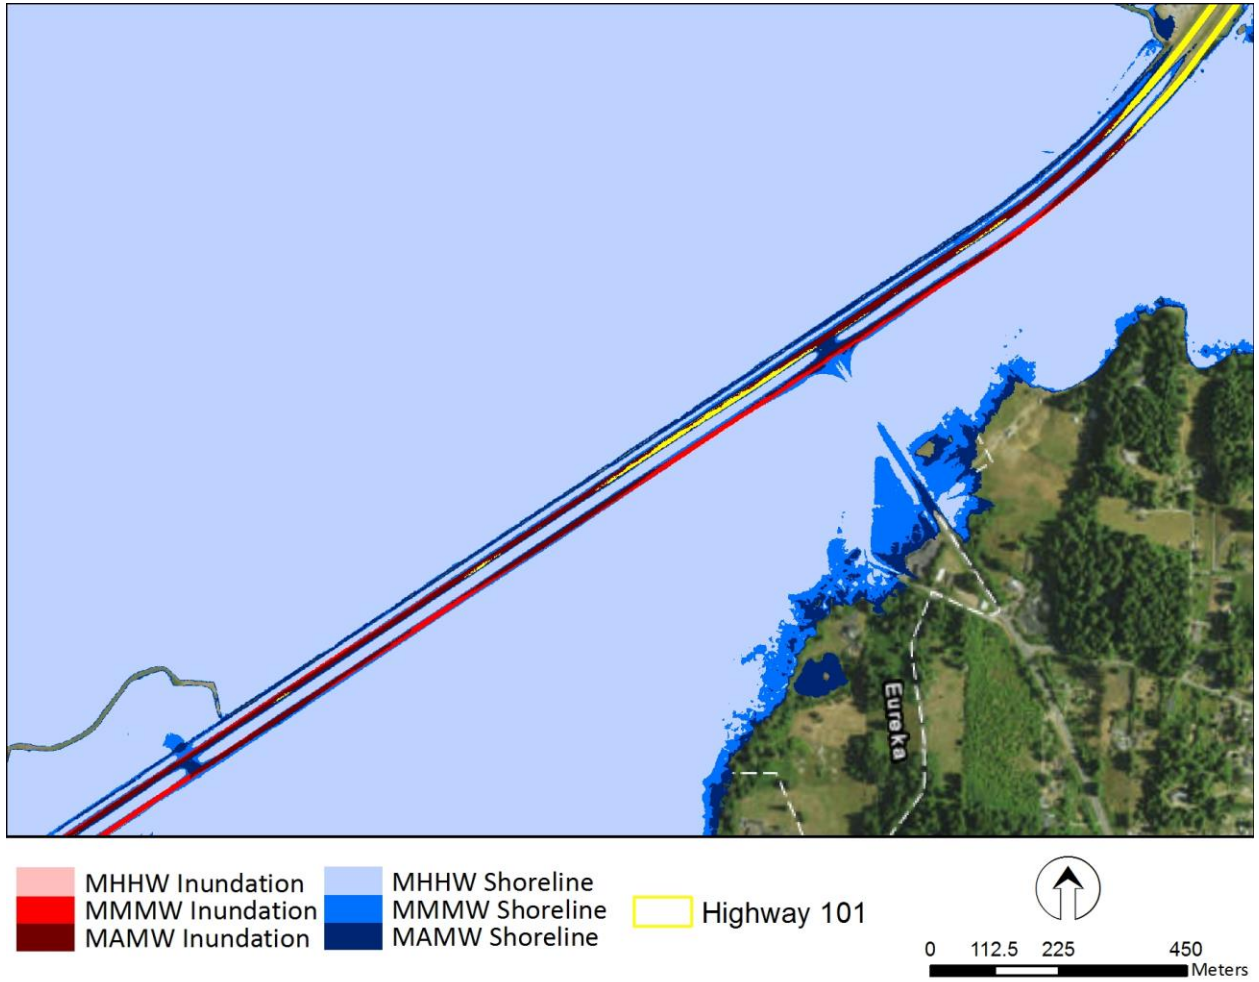 Eureka
MHHW Inundation
MMMW Inundation
MAMW Inundation
MHHW Shoreline
MMMW Shoreline
MAMW Shoreline
Highway 101
0 112.5 225 450
Meters